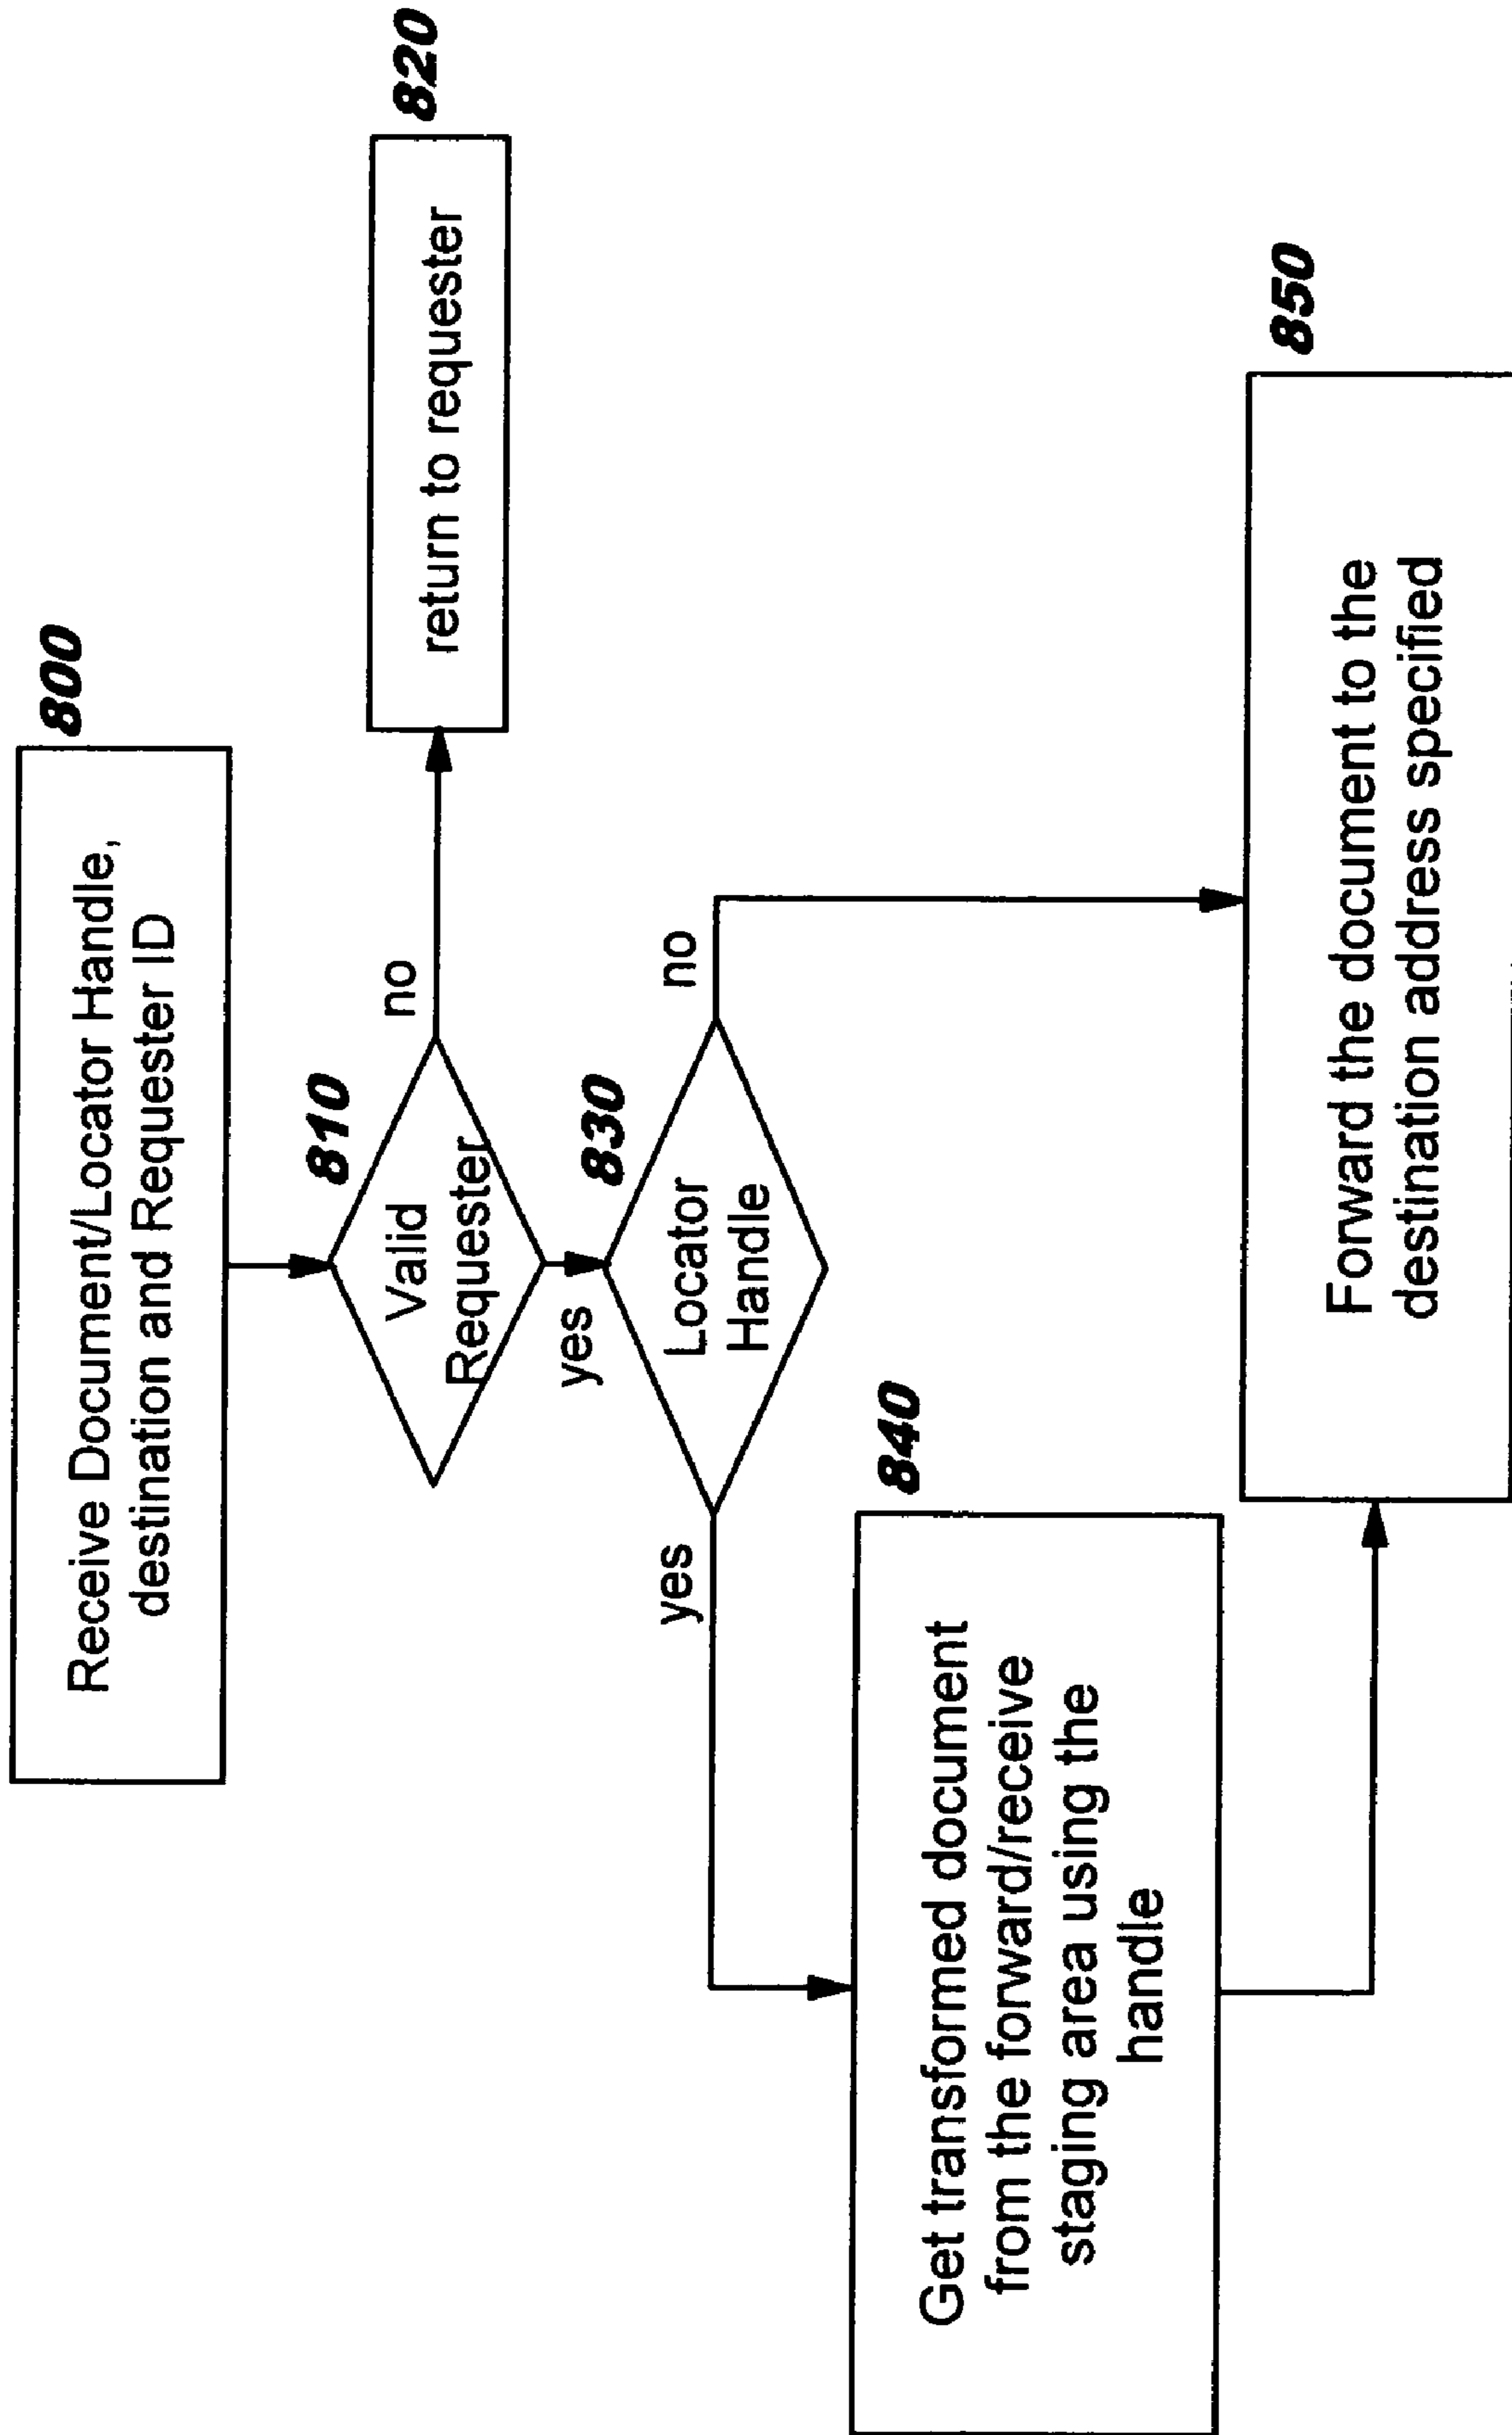 800
Receive Document/Locator Handle,
destination and Requester ID
810
Valid
Requester
no
820
return to requester
yes
830
Locator
Handle
yes
no
840
Get transformed document
from the forward/receive
staging area using the
handle
850
Forward the document to the
destination address specified